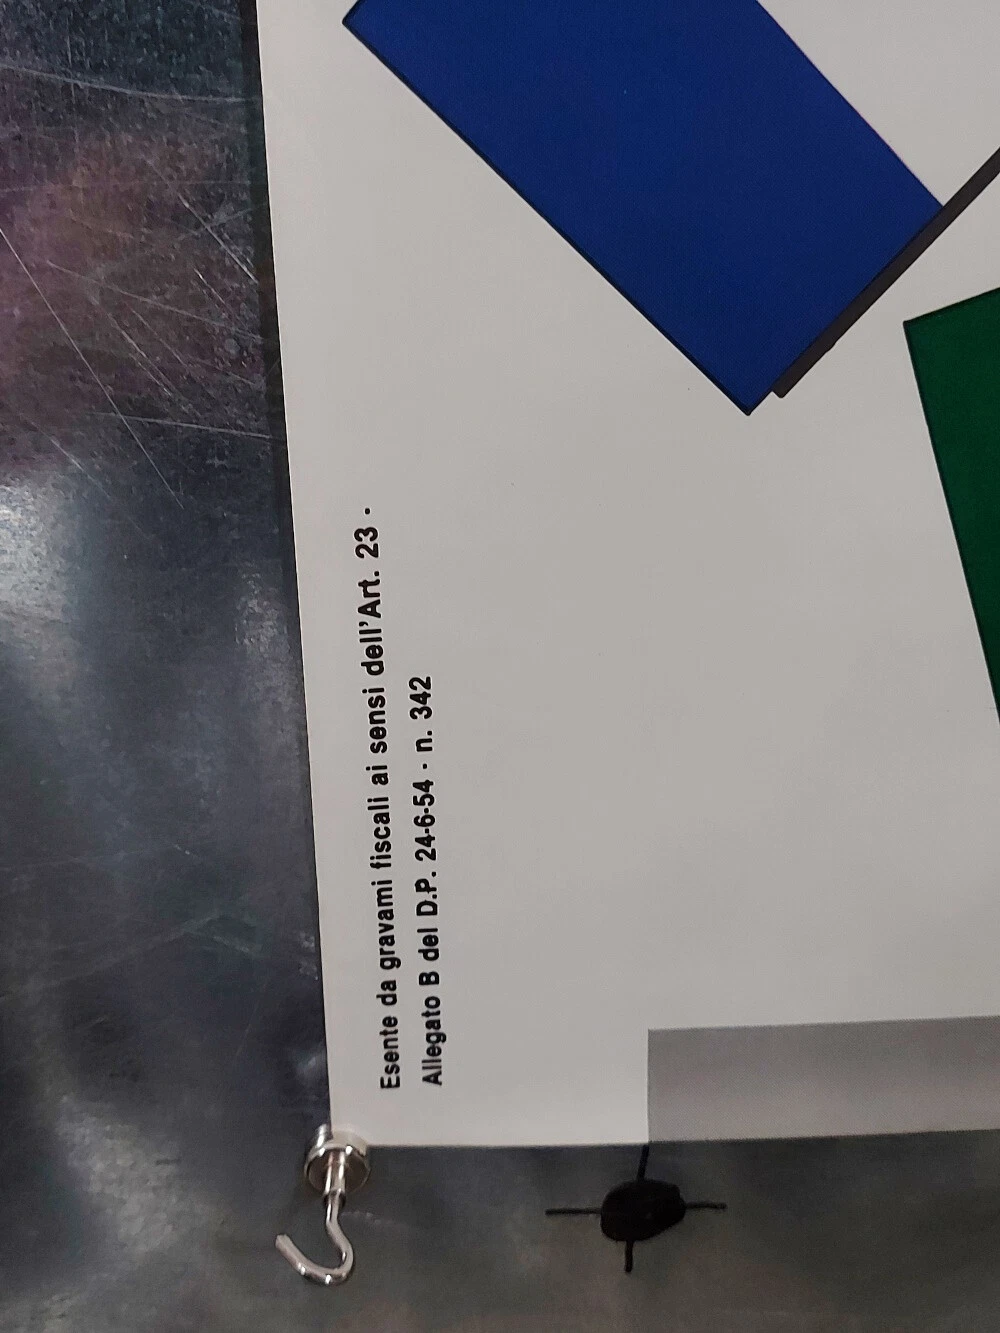 Esente da gravami fiscali ai sensi dell'Art. 23 ·
Allegato B del D.P. 24-6-54 · n. 342